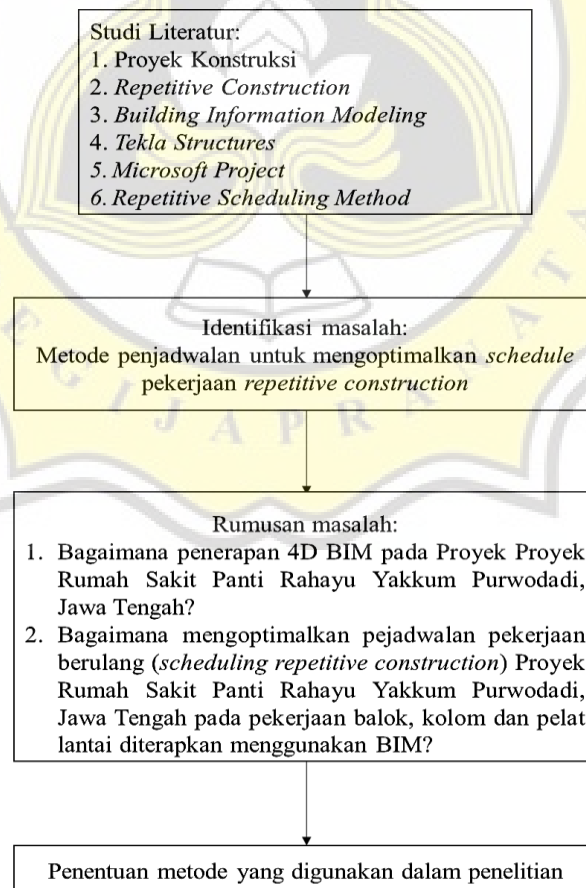 Studi Literatur:
1. Proyek Konstruksi
2. Repetitive Construction
3. Building Information Modeling
4. Tekla Structures
5. Microsoft Project
6. Repetitive Scheduling Method
Identifikasi masalah:
Metode penjadwalan untuk mengoptimalkan schedule
pekerjaan repetitive construction
Rumusan masalah:
1. Bagaimana penerapan 4D BIM pada Proyek Proyek
Rumah Sakit Panti Rahayu Yakkum Purwodadi,
Jawa Tengah?
2. Bagaimana mengoptimalkan pejadwalan pekerjaan
berulang (scheduling repetitive construction) Proyek
Rumah Sakit Panti Rahayu Yakkum Purwodadi,
Jawa Tengah pada pekerjaan balok, kolom dan pelat
lantai diterapkan menggunakan BIM?
Penentuan metode yang digunakan dalam penelitian
EGIJAPRANATA